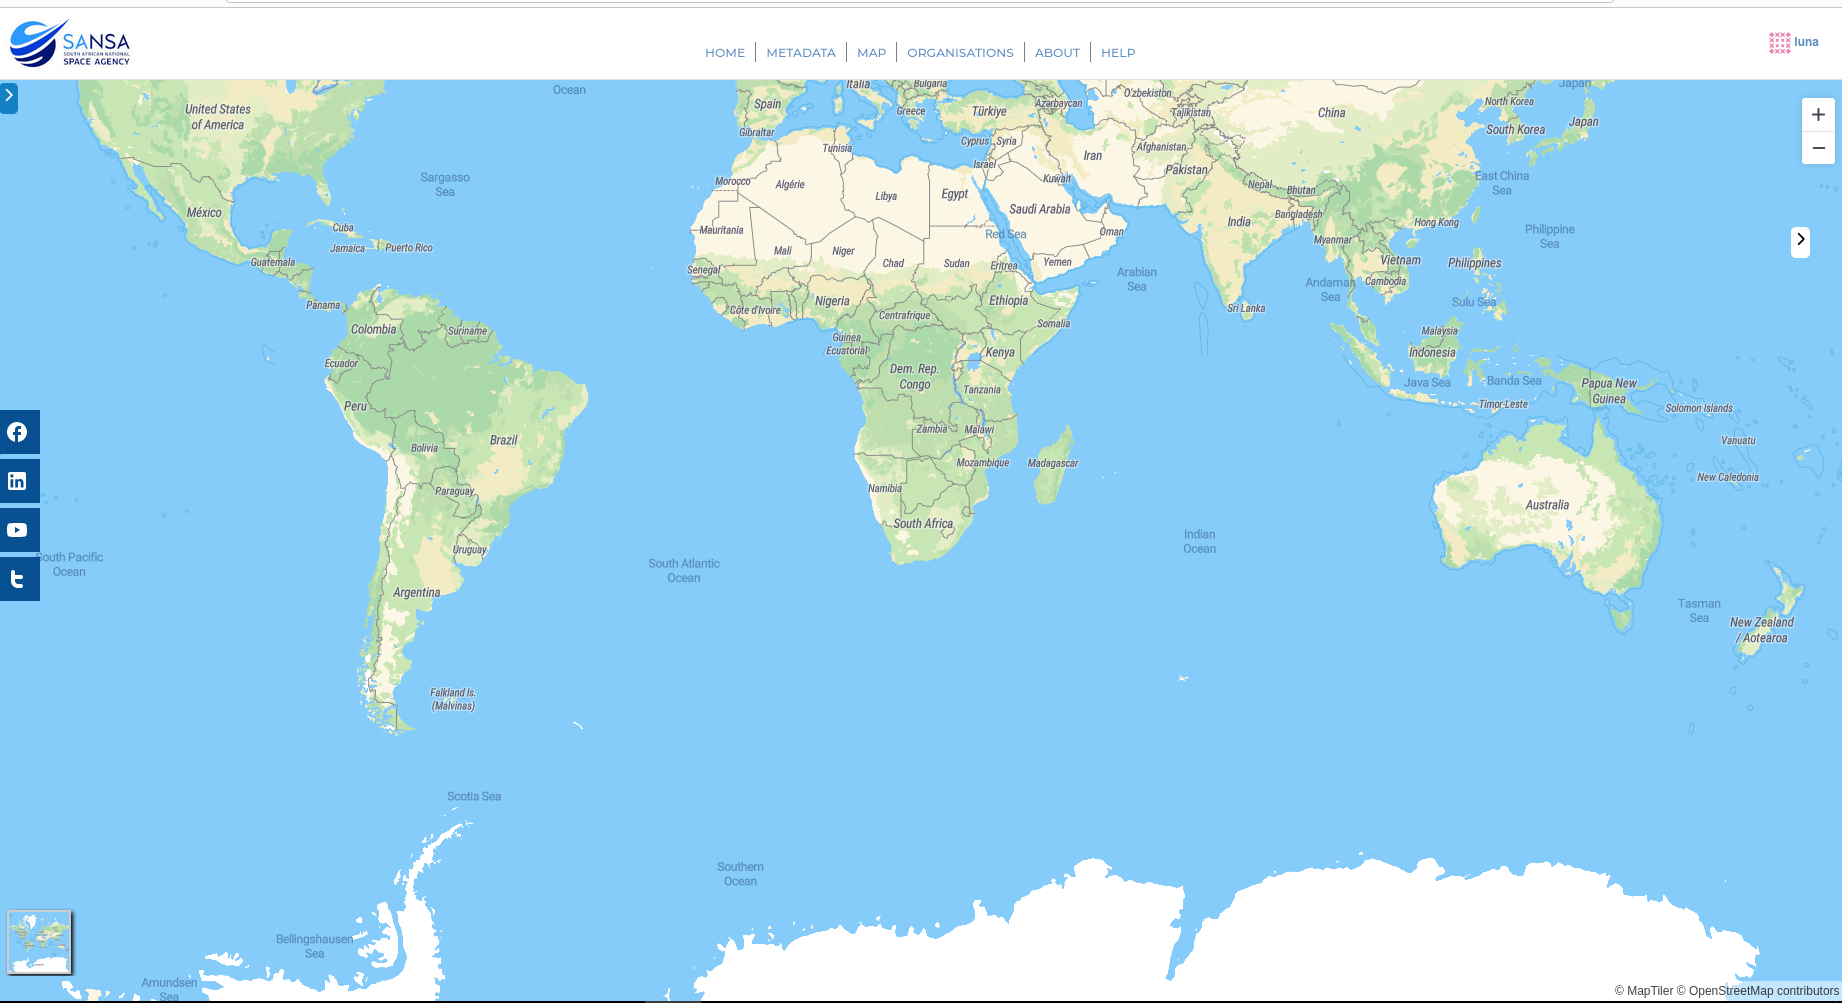 SANSA
SOUTH AFRICAN NATIONAL
SPACE AGENCY
HOME
METADATA
MAP
ORGANISATIONS
ABOUT
HELP
luna
Ocean
United States
of America
Sargasso
Sea
México
Cuba
Jamaica
Puerto Rico
Guatemala
Panama
Colombia
Suriname
Ecuador
Peru
Brazil
Bolivia
Paraguay
Uruguay
Argentina
Falkland Is.
(Malvinas)
South Pacific
Ocean
South Atlantic
Ocean
Scotia Sea
Southern
Ocean
Bellingshausen
Sea
Amundsen
Sea
Italia
Bulgaria
Spain
Greece
Türkiye
Azerbaycan
O'zbekiston
Tajikistan
Gibraltar
Tunisia
Cyprus
Syria
Israel
Iran
Afghanistan
Pakistan
Kuwait
Morocco
Algérie
Libya
Egypt
Saudi Arabia
Red Sea
Oman
Mauritania
Mali
Niger
Chad
Sudan
Eritrea
Yemen
Senegal
Côte d'Ivoire
Nigeria
Centrafrique
Ethiopia
Somalia
Guinea
Ecuatorial
Dem. Rep.
Congo
Kenya
Tanzania
Zambia
Malawi
Mozambique
Madagascar
Namibia
South Africa
Arabian
Sea
Indian
Ocean
China
North Korea
South Korea
Japan
Japan
East China
Sea
Nepal
Bhutan
Bangladesh
India
Myanmar
Hong Kong
Vietnam
Cambodia
Philippines
Philippine
Sea
Andaman
Sea
Sri Lanka
Sulu Sea
Malaysia
Indonesia
Java Sea
Banda Sea
Timor-Leste
Papua New
Guinea
Solomon Islands
Vanuatu
New Caledonia
Australia
Tasman
Sea
New Zealand
/ Aotearoa
© MapTiler © OpenStreetMap contributors